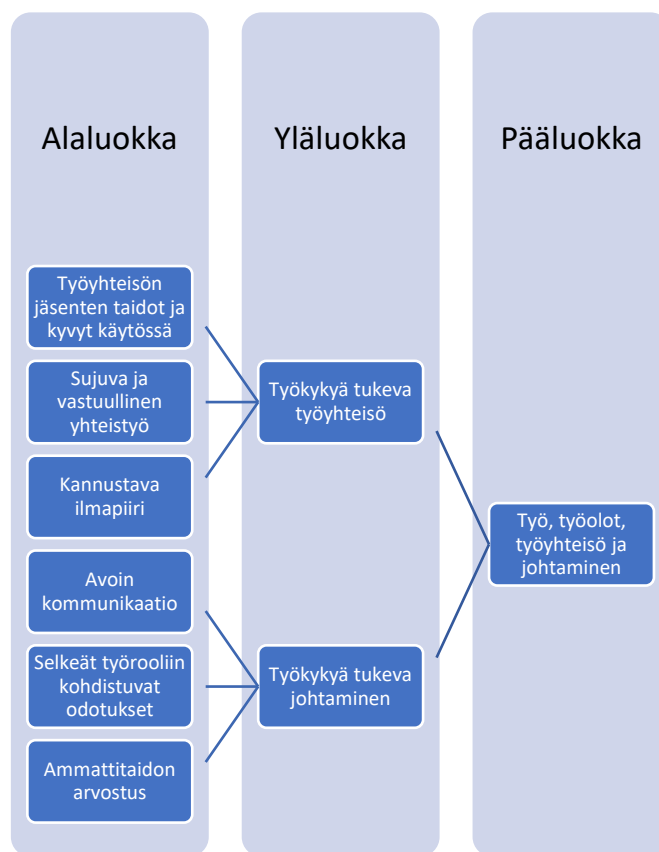 Alaluokka
Yläluokka
Pääluokka
Työyhteisön
jäsenten taidot ja
kyvyt käytössä
Sujuva ja
vastuullinen
yhteistyö
Kannustava
ilmapiiri
Avoin
kommunikaatio
Selkeät työrooliin
kohdistuvat
odotukset
Ammattitaidon
arvostus
Työkykyä tukeva
työyhteisö
Työkykyä tukeva
johtaminen
Työ, työolot,
työyhteisö ja
johtaminen